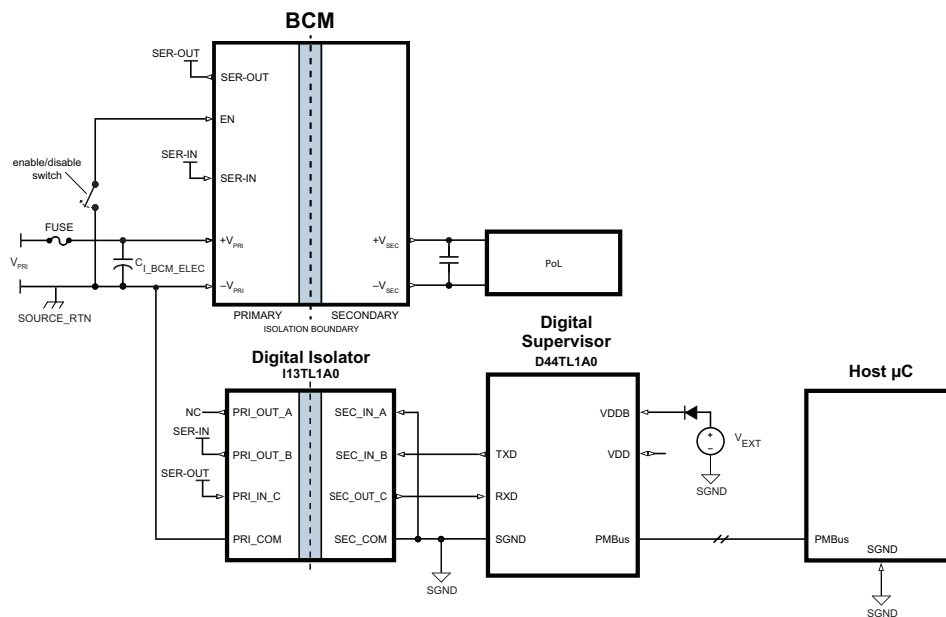 BCM
SER-OUT
SER-OUT
EN
enable/disable
switch
SER-IN
SER-IN
FUSE
+VPRI
+VSEC
VPRI
CI_BCM_ELEC
PoL
–VPRI
–VSEC
SOURCE_RTN
PRIMARY
SECONDARY
ISOLATION BOUNDARY
Digital Isolator
I13TL1A0
Digital
Supervisor
D44TL1A0
Host µC
NC
PRI_OUT_A
SEC_IN_A
VDDB
SER-IN
PRI_OUT_B
SEC_IN_B
TXD
VDD
+
–
VEXT
SGND
SER-OUT
PRI_IN_C
SEC_OUT_C
RXD
PRI_COM
SEC_COM
SGND
PMBus
PMBus
SGND
SGND
SGND